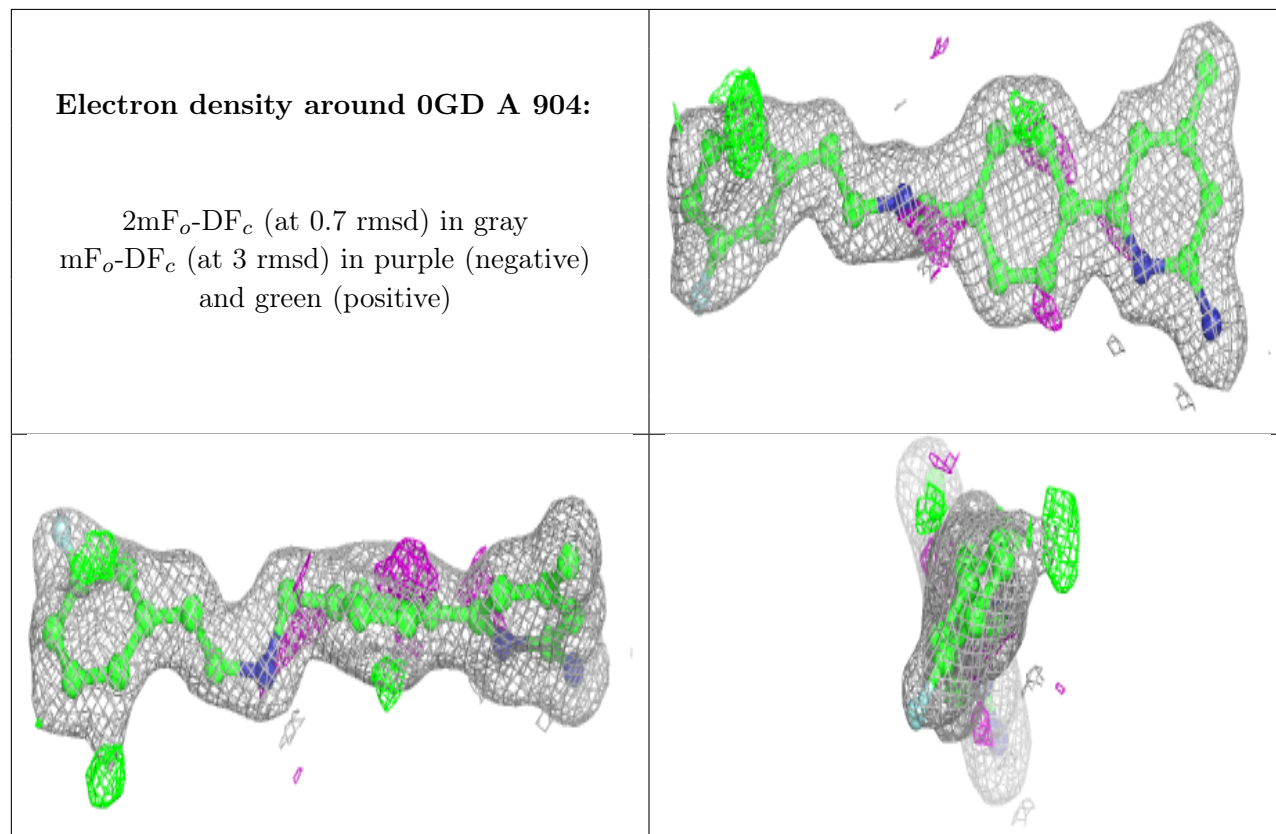 Electron density around 0GD A 904:
2mFo-DFc (at 0.7 rmsd) in gray
mFo-DFc (at 3 rmsd) in purple (negative)
and green (positive)